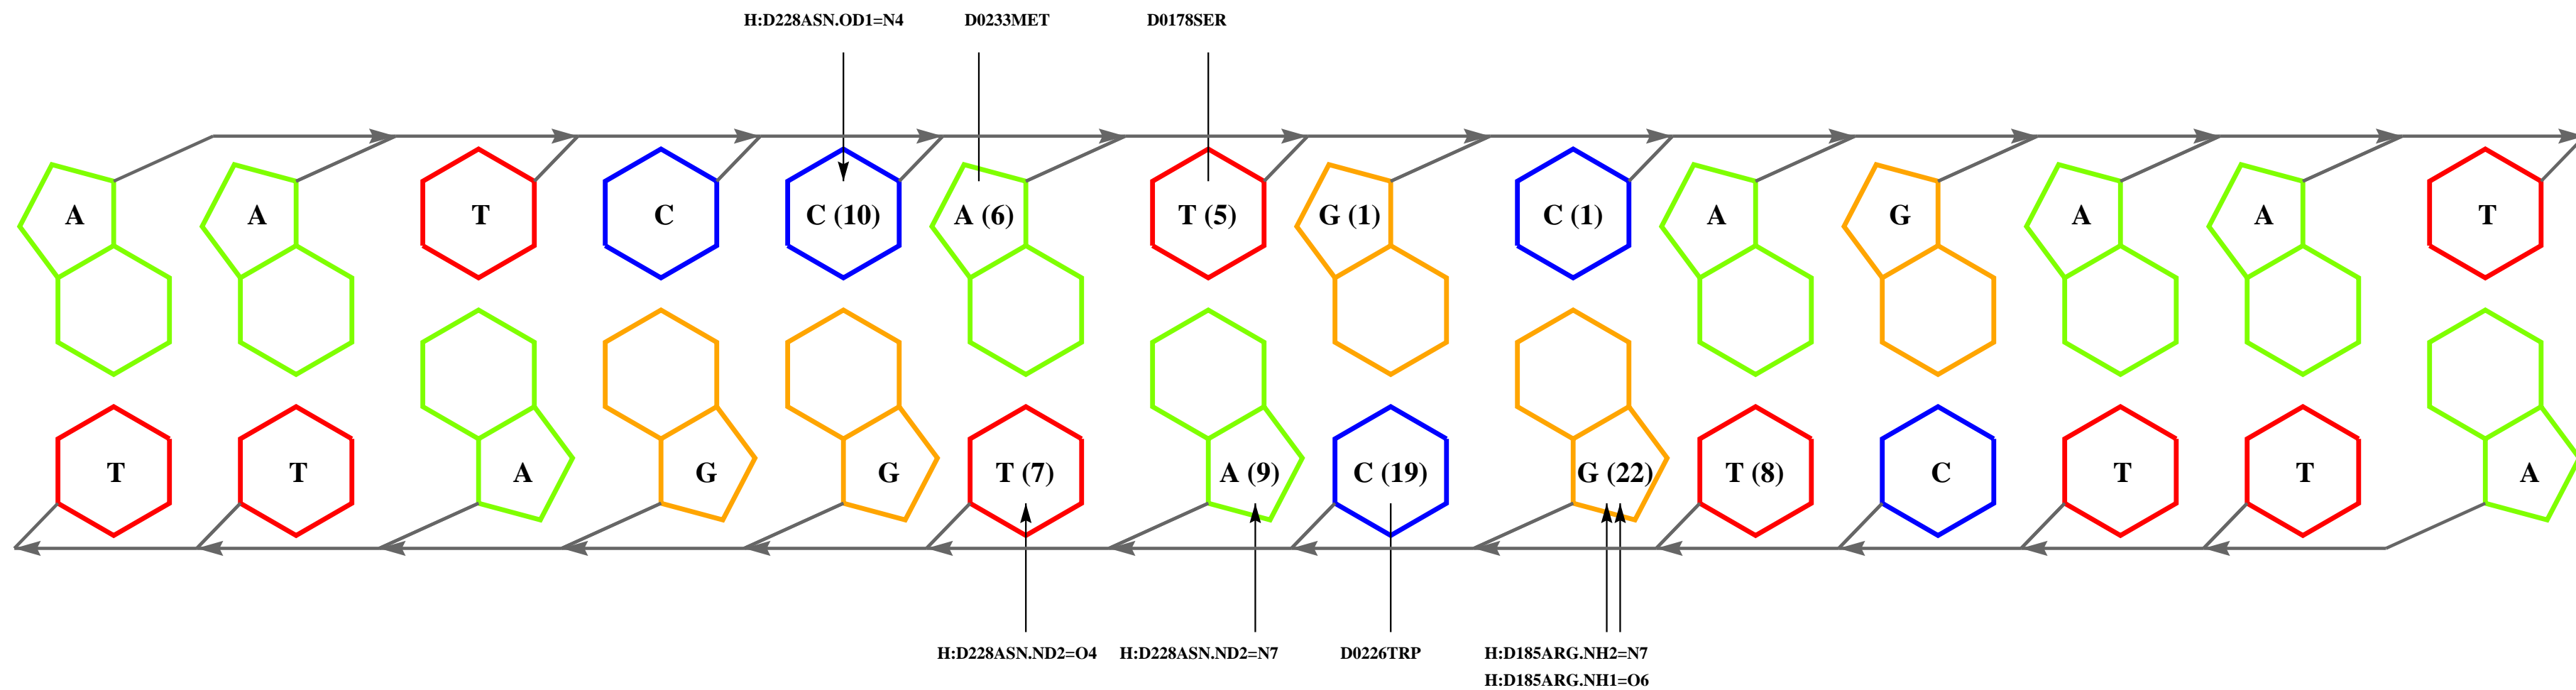 H:D228ASN.OD1=N4 D0233MET D0178SER
A A T C C (10) A (6) T (5) G (1) C (1) A G A A T
T T A G G T (7) A (9) C (19) G (22) T (8) C T T A
H:D228ASN.ND2=O4 H:D228ASN.ND2=N7 D0226TRP H:D185ARG.NH2=N7
H:D185ARG.NH1=O6